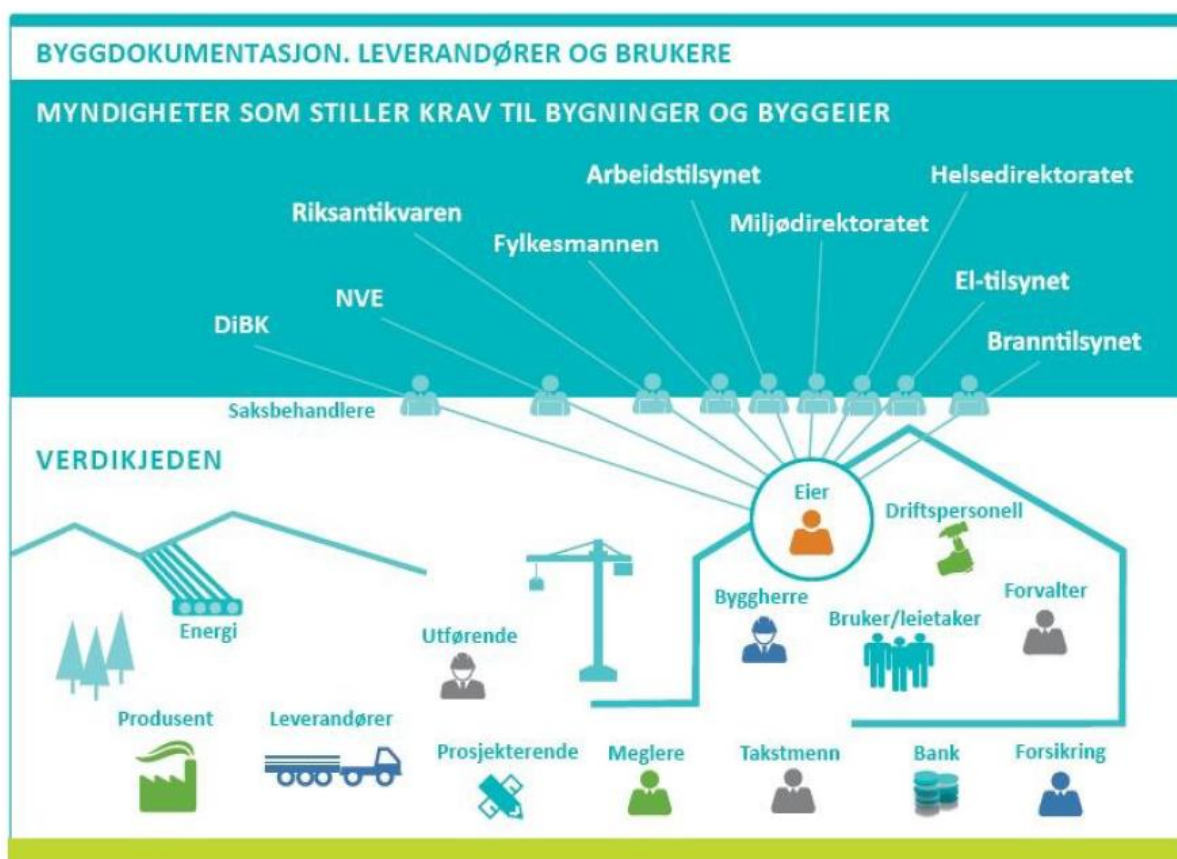 BYGGDOKUMENTASJON. LEVERANDØRER OG BRUKERE
MYNDIGHETER SOM STILLER KRAV TIL BYGNINGER OG BYGGEIER
Arbeidstilsynet
Helsedirektoratet
Riksantikvaren
Miljødirektoratet
Fylkesmannen
El-tilsynet
NVE
DiBK
Branntilsynet
Saksbehandlere
VERDIKJEDEN
Eier
Driftspersonell
Byggherre
Forvalter
Bruker/leietaker
Energi
Utførende
Produsent
Leverandører
Prosjekterende
Meglere
Takstmenn
Bank
Forsikring